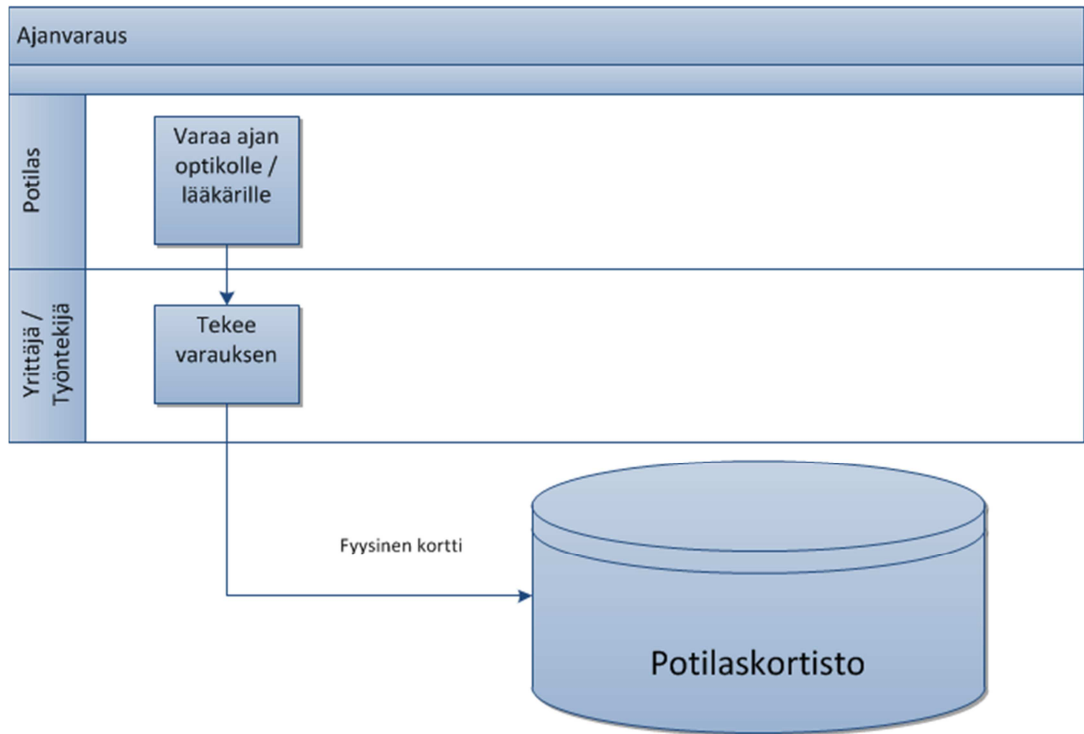 Ajanvaraus
Potilas
Varaa ajan
optikolle /
lääkärille
Yrittäjä /
Työntekijä
Tekee
varauksen
Fyysinen kortti
Potilaskortisto